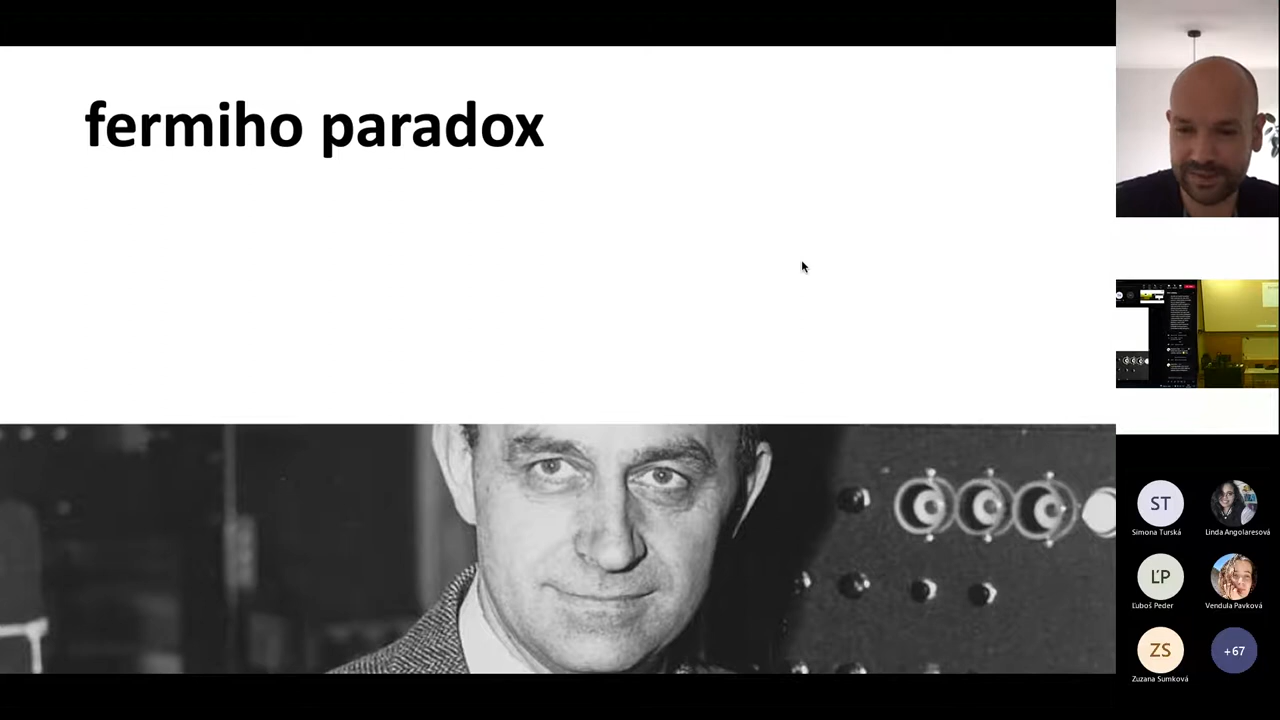 fermiho paradox
ST
Simona Turská
Linda Angolaresová
ĽP
Ľuboš Peder
Vendula Pavková
ZS
Zuzana Sumková
+67